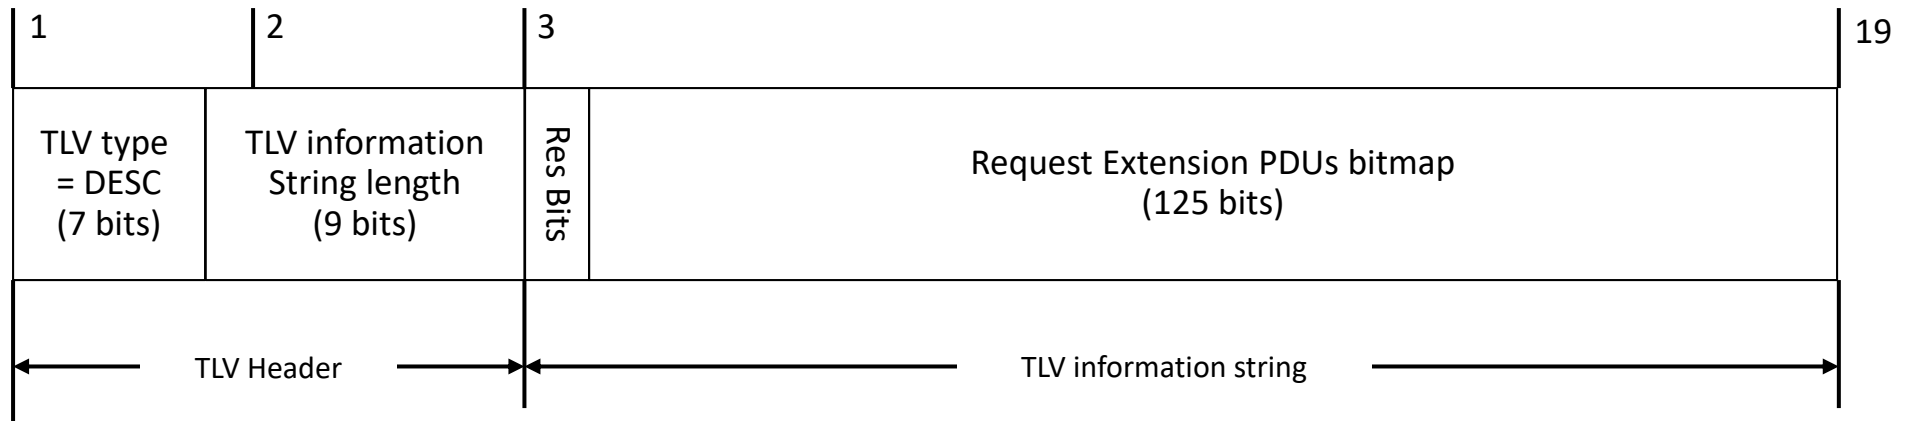 1
2
3
19
TLV type
= DESC
(7 bits)
TLV information
String length
(9 bits)
Res Bits
Request Extension PDUs bitmap
(125 bits)
TLV Header
TLV information string